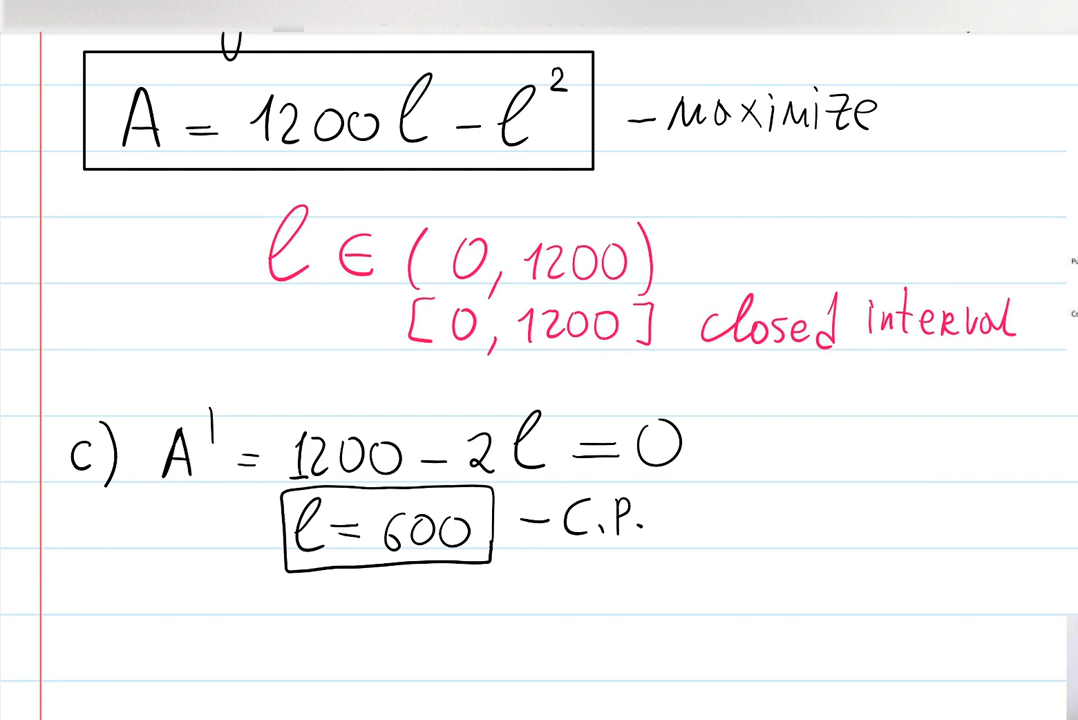 A = 1200l - l² - maximize
l ∈ (0, 1200)
[0, 1200] closed interval
c) A' = 1200 - 2l = 0
l = 600 - C.P.